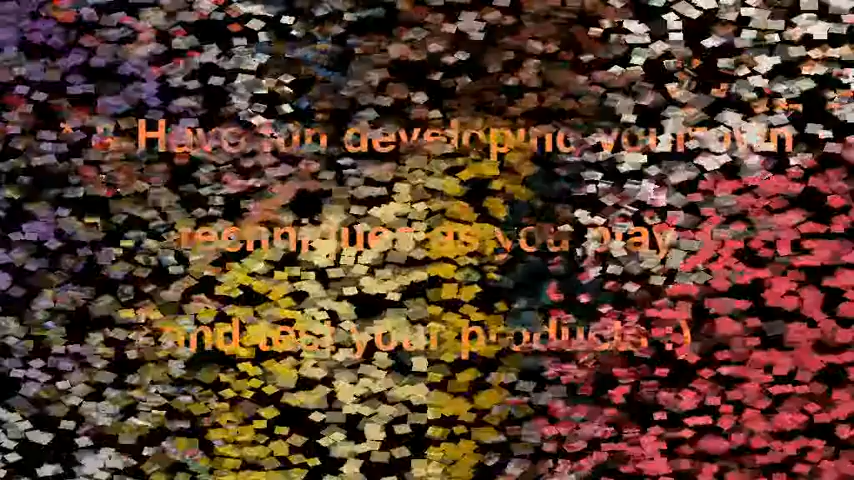 Have fun developing your own
techniques as you play
and test your products :)